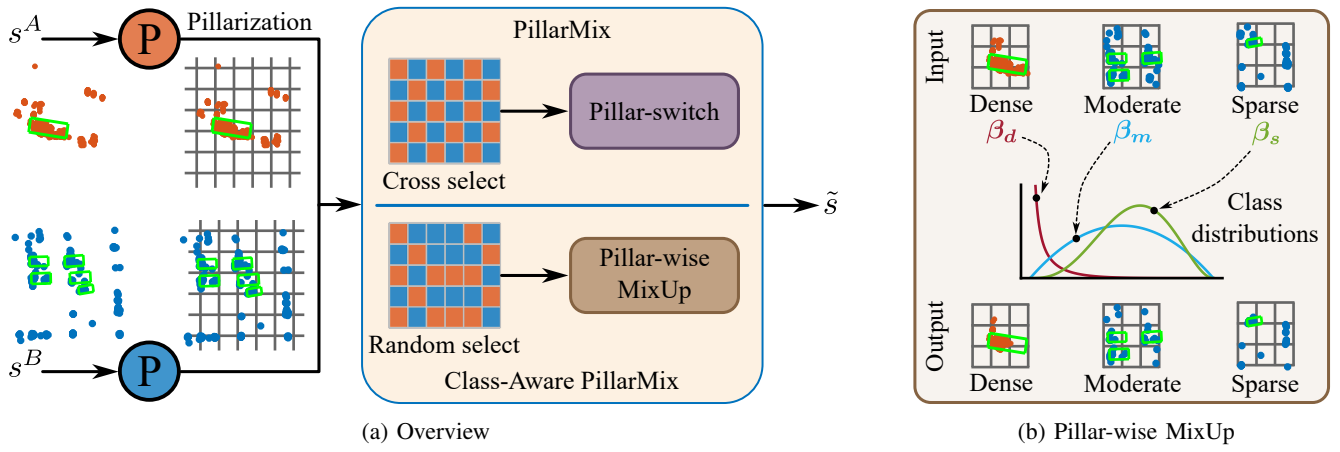 s^A
P
Pillarization
PillarMix
Pillar-switch
Cross select
Pillar-wise
MixUp
Random select
Class-Aware PillarMix
s^B
P
s̃
(a) Overview
Input
Dense
Moderate
Sparse
β_d
β_m
β_s
Class
distributions
Output
Dense
Moderate
Sparse
(b) Pillar-wise MixUp